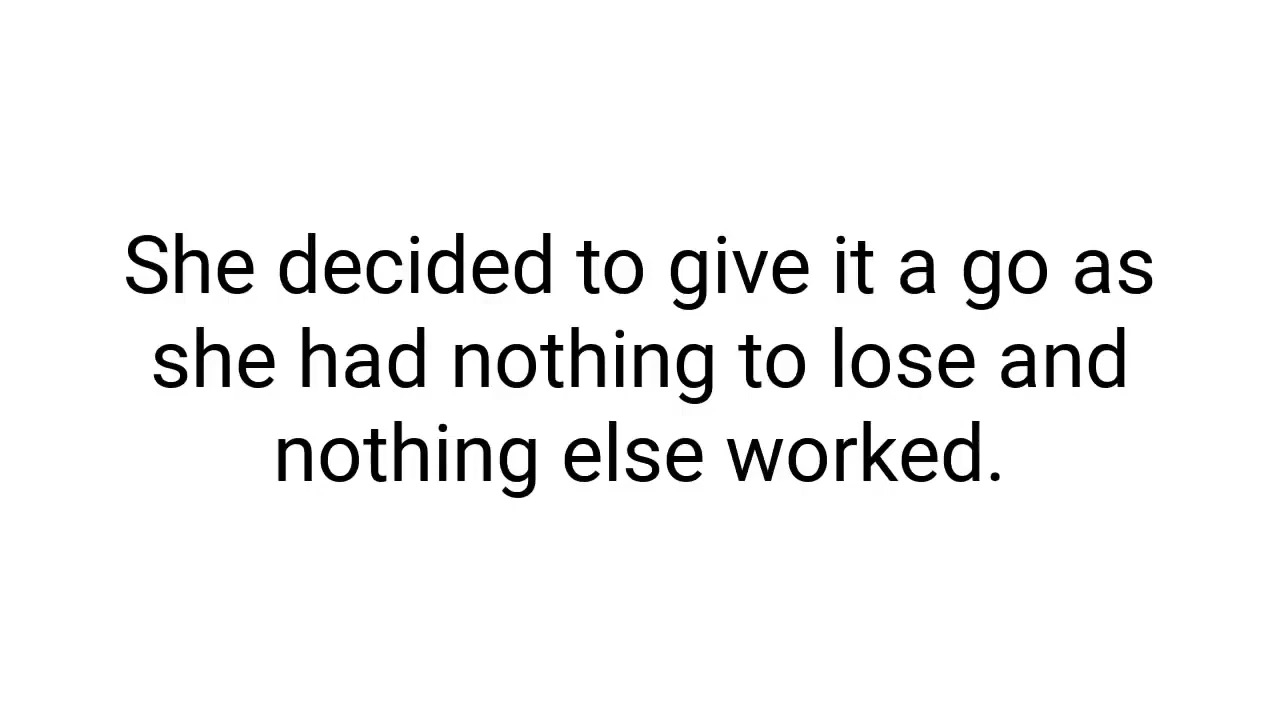 She decided to give it a go as
she had nothing to lose and
nothing else worked.